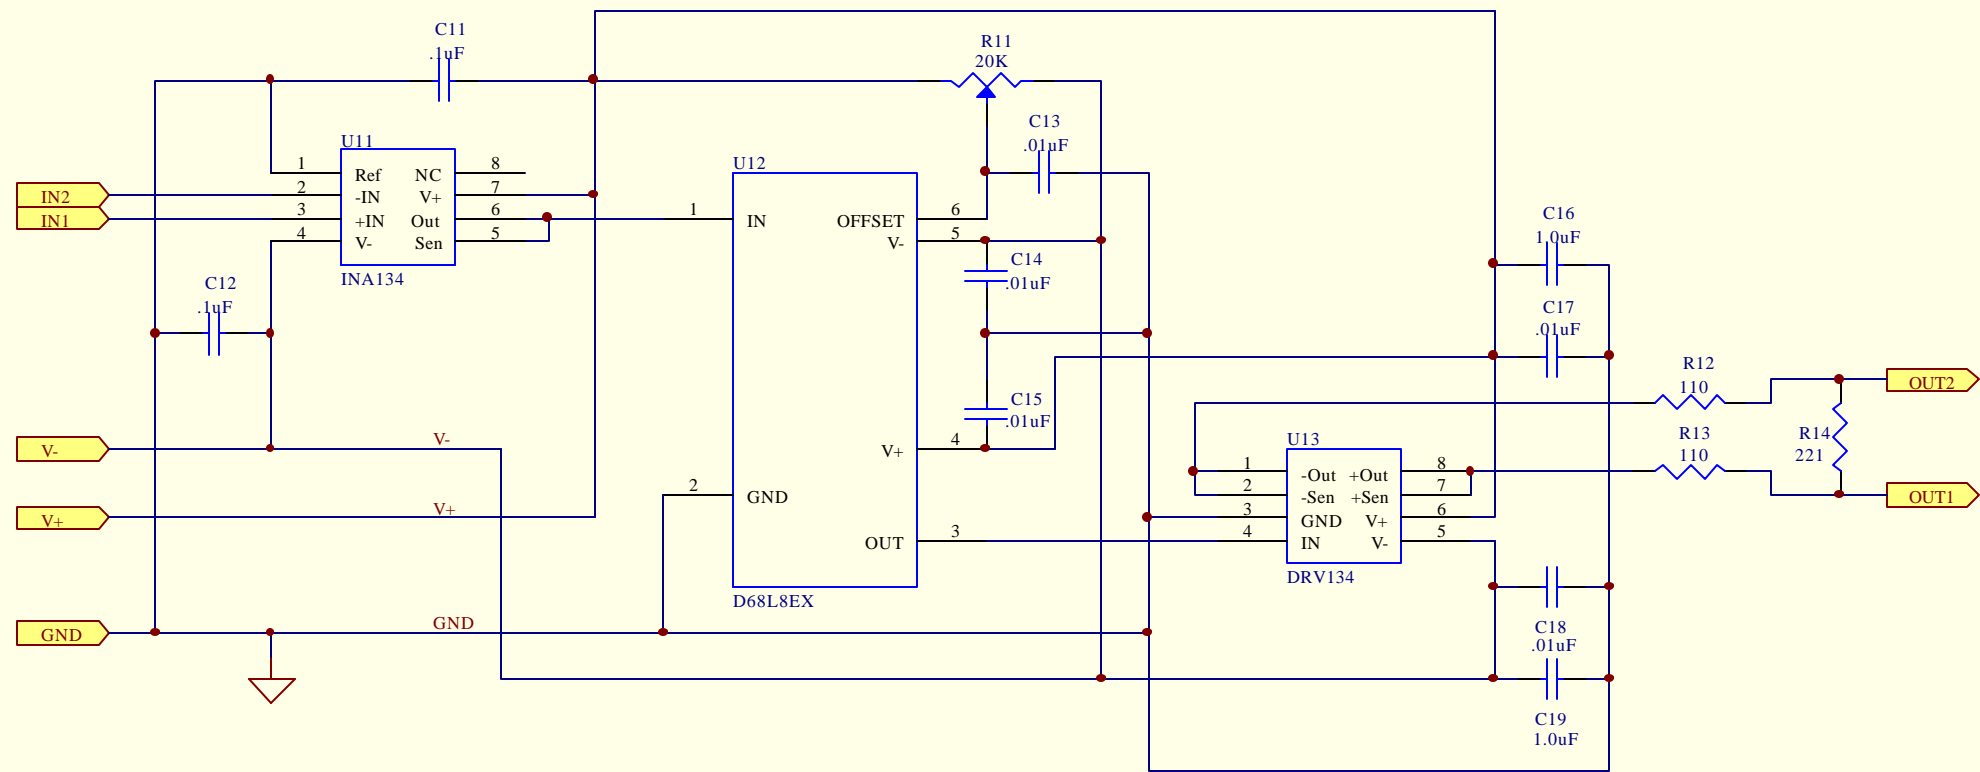 C11
.1uF
R11
20K
C13
.01uF
U11
1 Ref NC 8
2 -IN V+ 7
3 +IN Out 6
4 V- Sen 5
INA134
IN2
IN1
C12
.1uF
U12
1 IN OFFSET 6
V- 5
C14
.01uF
C15
.01uF
V+ 4
2 GND
OUT 3
D68L8EX
C16
1.0uF
C17
.01uF
R12
110
OUT2
R13
110
R14
221
OUT1
U13
1 -Out +Out 8
2 -Sen +Sen 7
3 GND V+ 6
4 IN V- 5
DRV134
V- V-
V+ V+
GND GND
C18
.01uF
C19
1.0uF